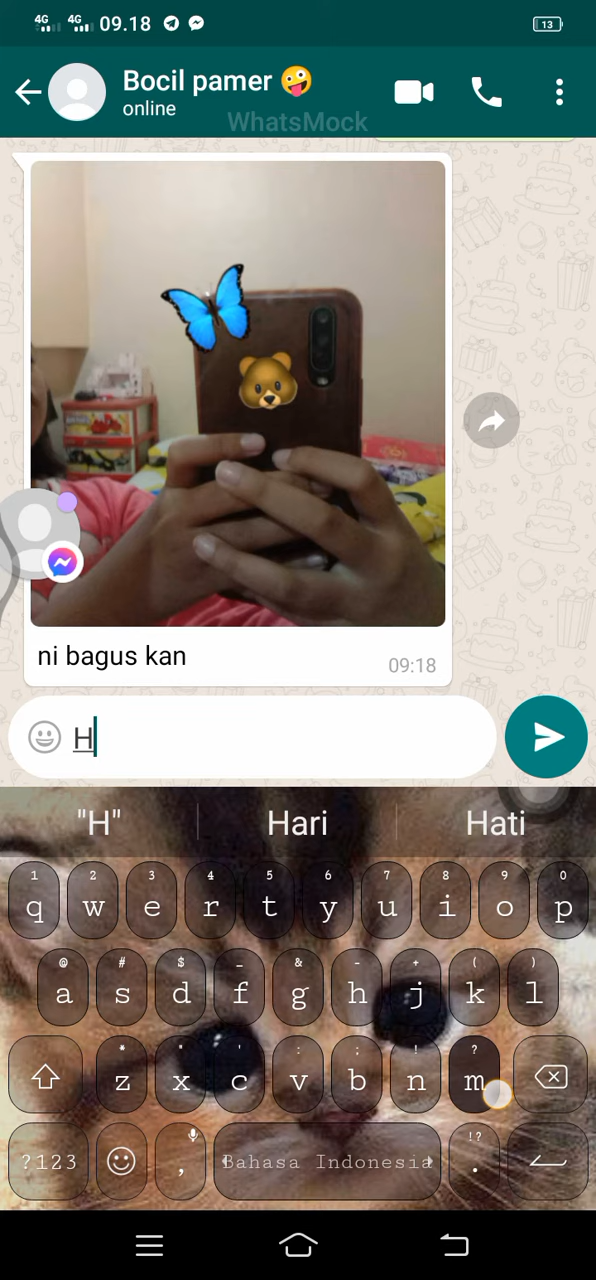 4G 4G 09.18 13
Bocil pamer 🤪
online
WhatsMock
ni bagus kan
09:18
H
"H" Hari Hati
1 2 3 4 5 6 7 8 9 0
q w e r t y u i o p
@ # $ _ & - + ( )
a s d f g h j k l
* " ' : ; ! ?
z x c v b n m
!?
?123 , Bahasa Indonesia .